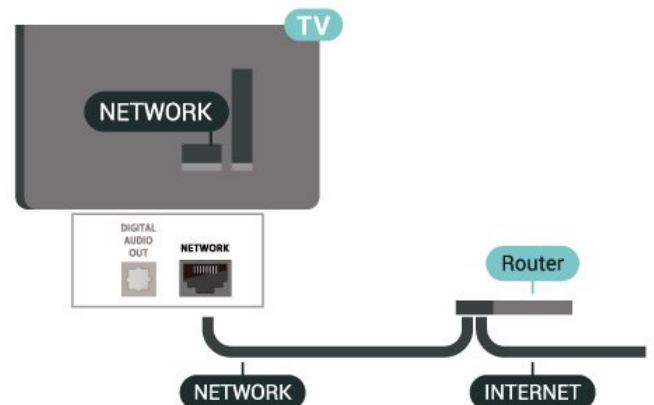 TV
NETWORK
DIGITAL
AUDIO
OUT
NETWORK
Router
NETWORK
INTERNET